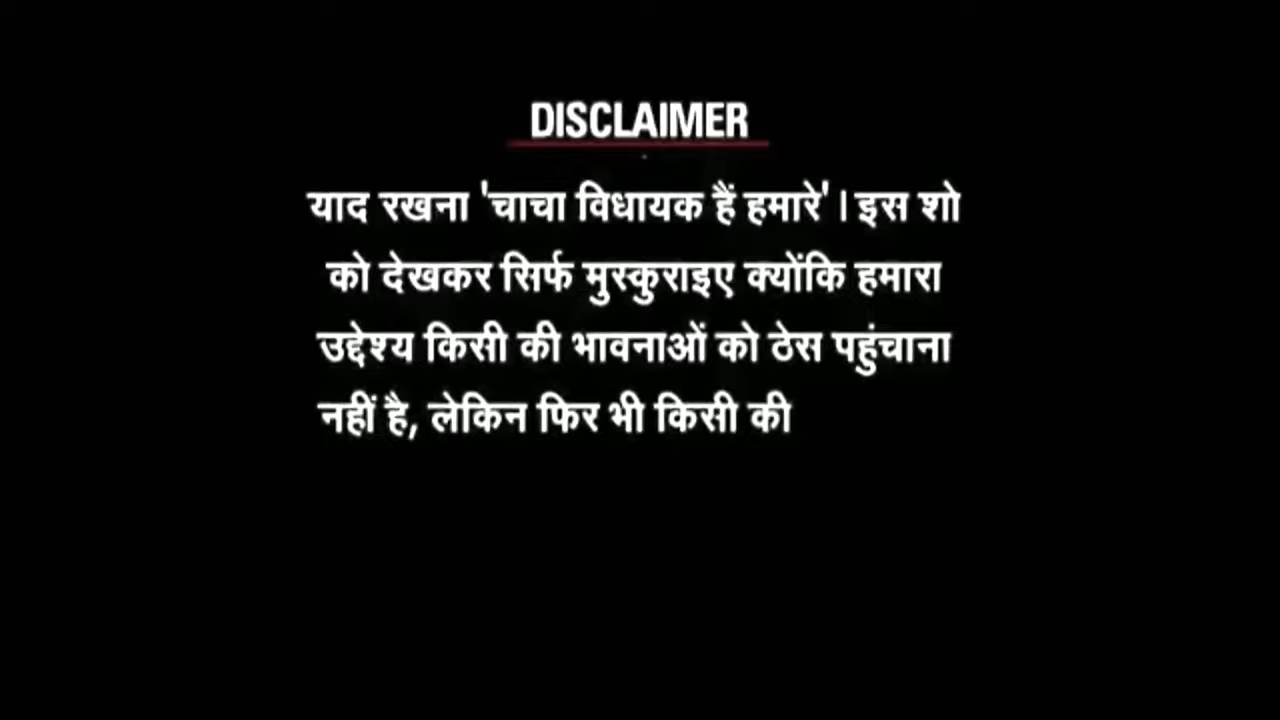 DISCLAIMER
याद रखना 'चाचा विधायक हैं हमारे'। इस शो
को देखकर सिर्फ मुस्कुराइए क्योंकि हमारा
उद्देश्य किसी की भावनाओं को ठेस पहुंचाना
नहीं है, लेकिन फिर भी किसी की